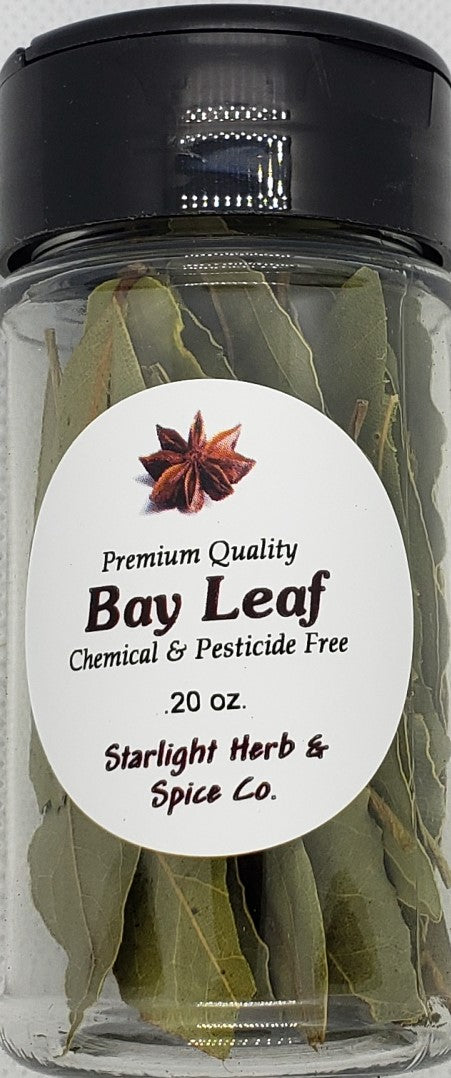 Premium Quality
Bay Leaf
Chemical & Pesticide Free
.20 oz.
Starlight Herb &
Spice Co.